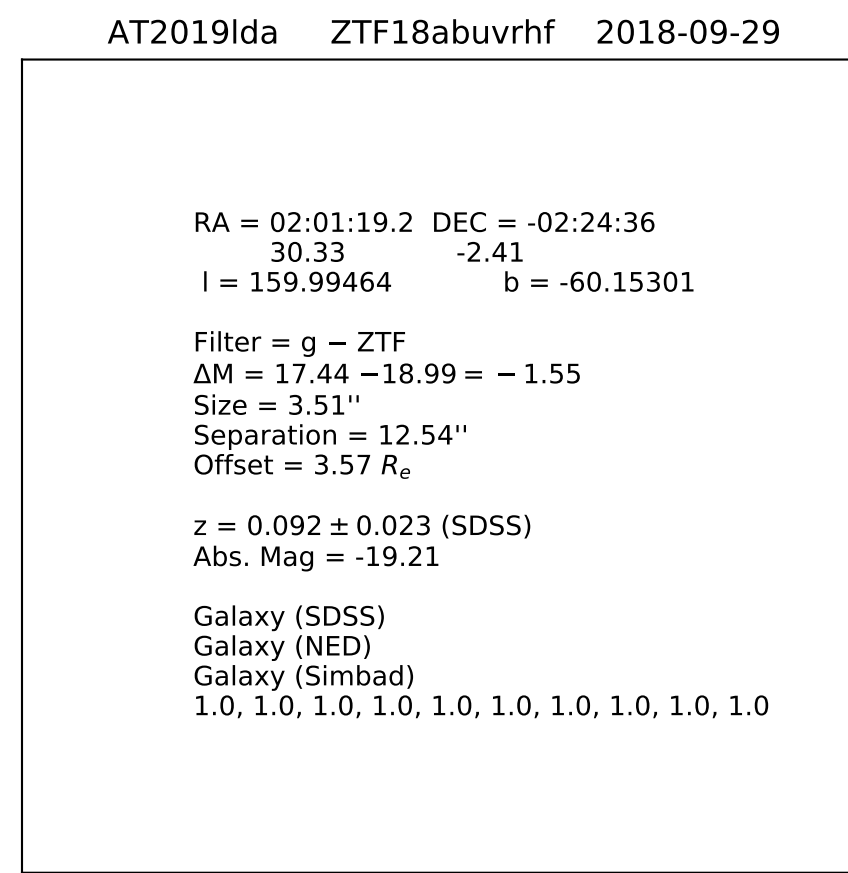 AT2019lda ZTF18abuvrhf 2018-09-29
RA = 02:01:19.2 DEC = -02:24:36
30.33 -2.41
l = 159.99464 b = -60.15301
Filter = g − ZTF
ΔM = 17.44 −18.99 = − 1.55
Size = 3.51''
Separation = 12.54''
Offset = 3.57 Rₑ
z = 0.092 ± 0.023 (SDSS)
Abs. Mag = -19.21
Galaxy (SDSS)
Galaxy (NED)
Galaxy (Simbad)
1.0, 1.0, 1.0, 1.0, 1.0, 1.0, 1.0, 1.0, 1.0, 1.0